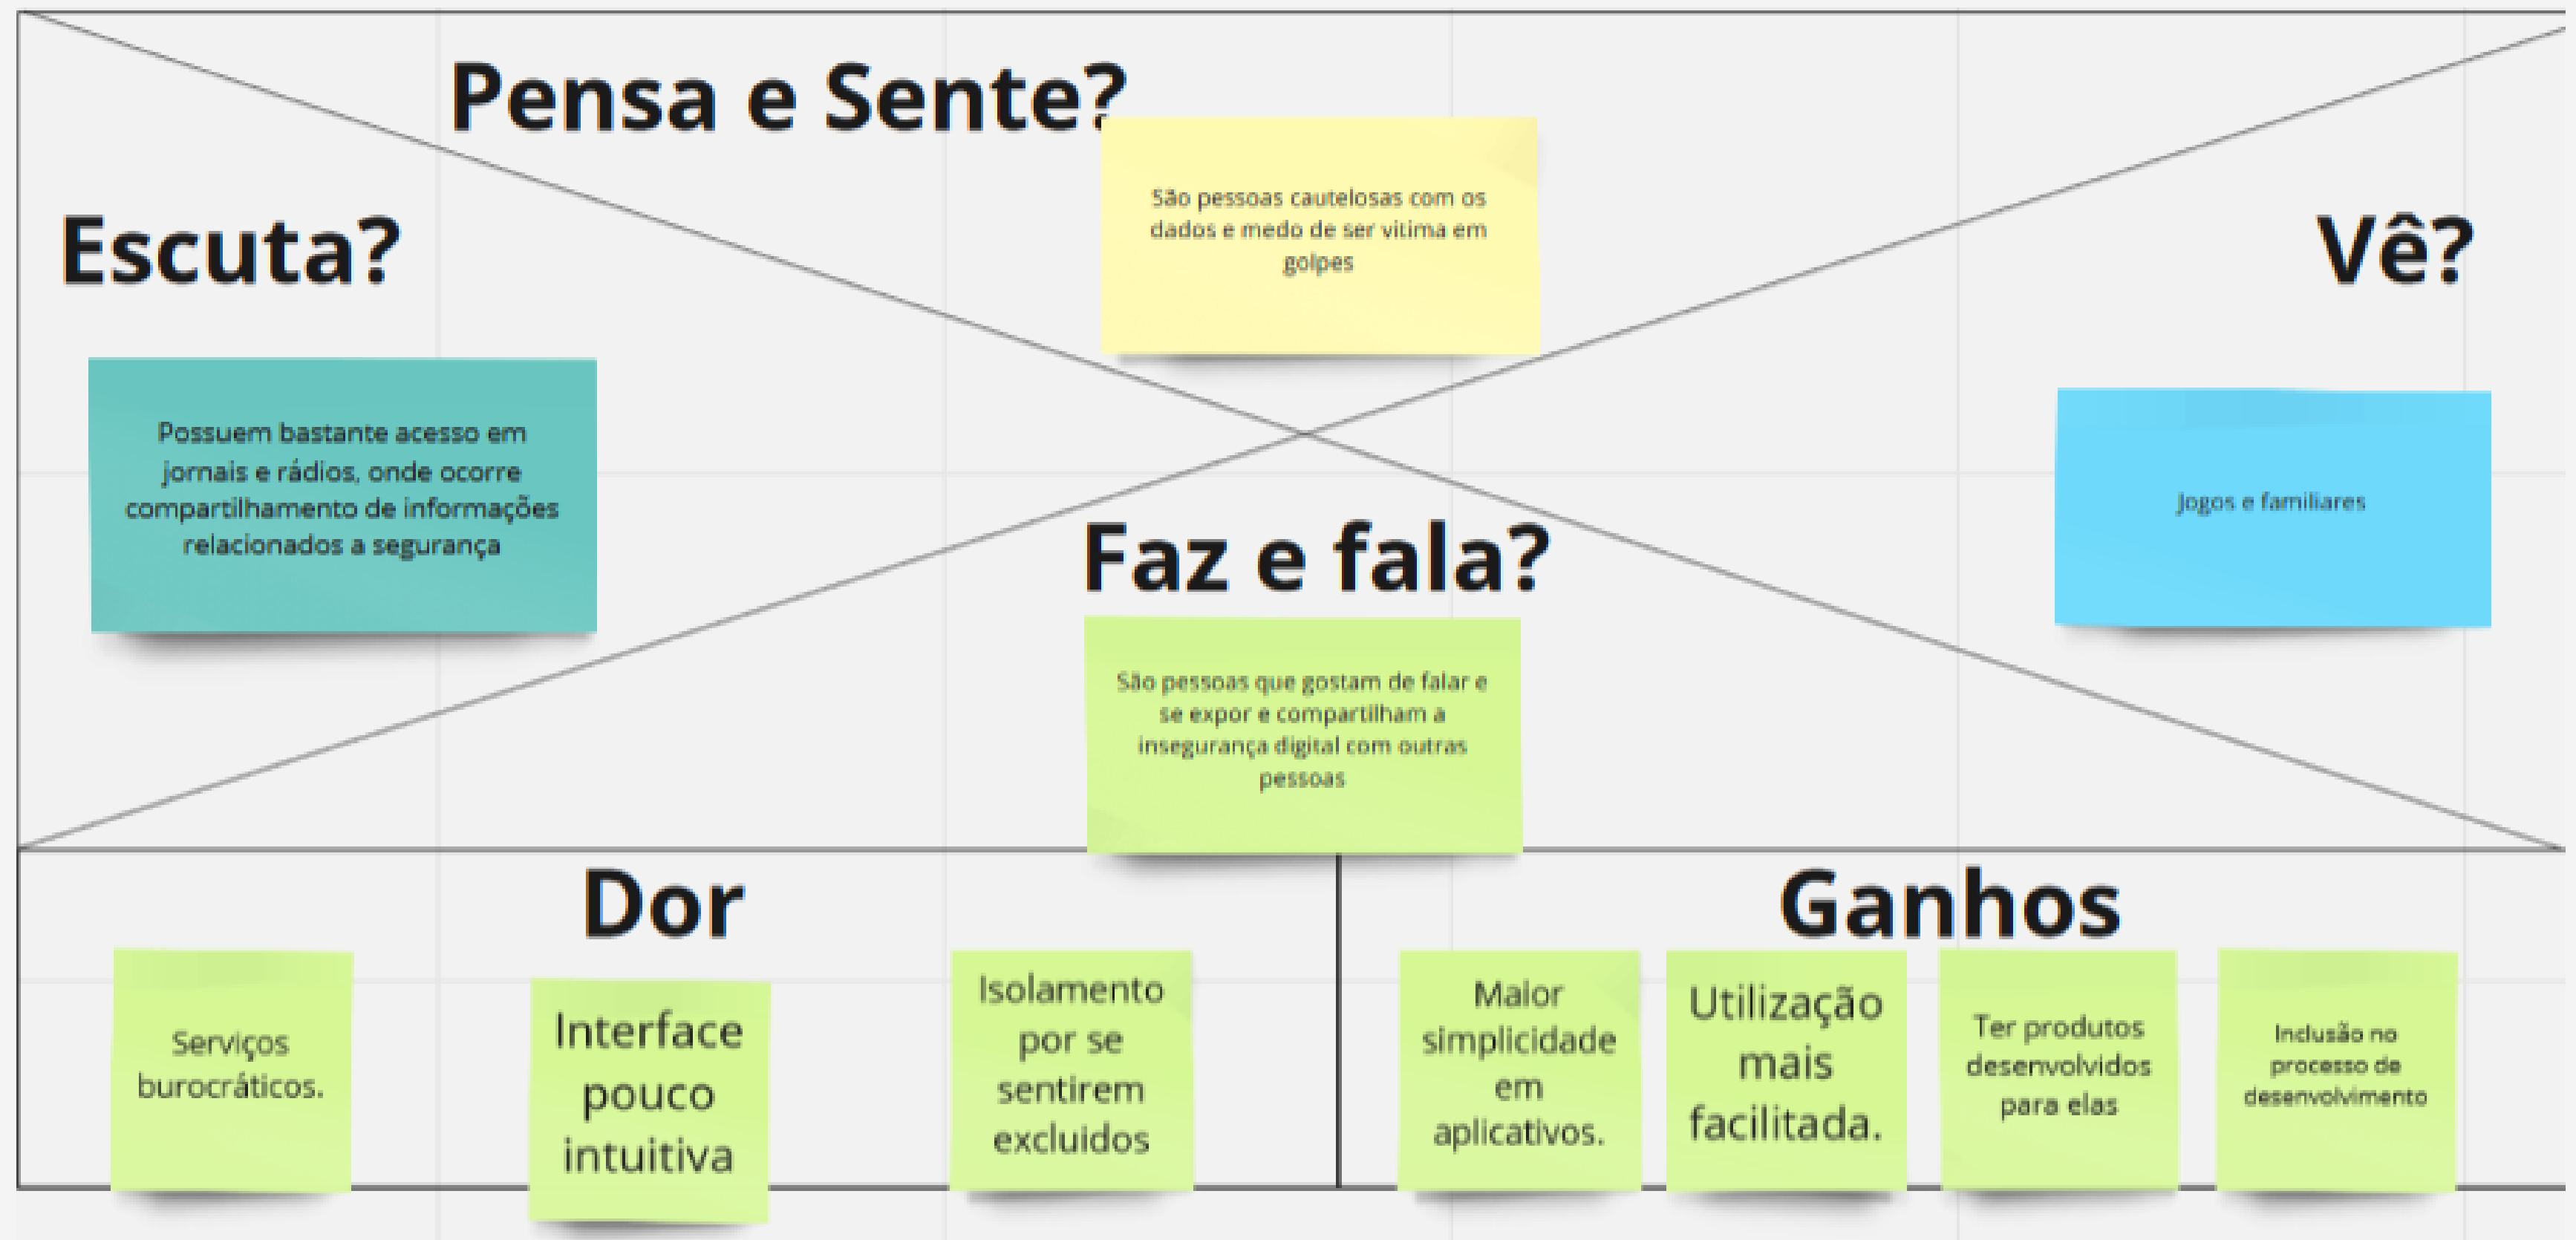 Pensa e Sente?
São pessoas cautelosas com os
dados e medo de ser vitima em
golpes
Escuta?
Possuem bastante acesso em
jornais e rádios, onde ocorre
compartilhamento de informações
relacionados a segurança
Vê?
Jogos e familiares
Faz e fala?
São pessoas que gostam de falar e
se expor e compartilham a
insegurança digital com outras
pessoas
Dor
Serviços
burocráticos.
Interface
pouco
intuitiva
Isolamento
por se
sentirem
excluidos
Ganhos
Maior
simplicidade
em
aplicativos.
Utilização
mais
facilitada.
Ter produtos
desenvolvidos
para elas
Inclusão no
processo de
desenvolvimento